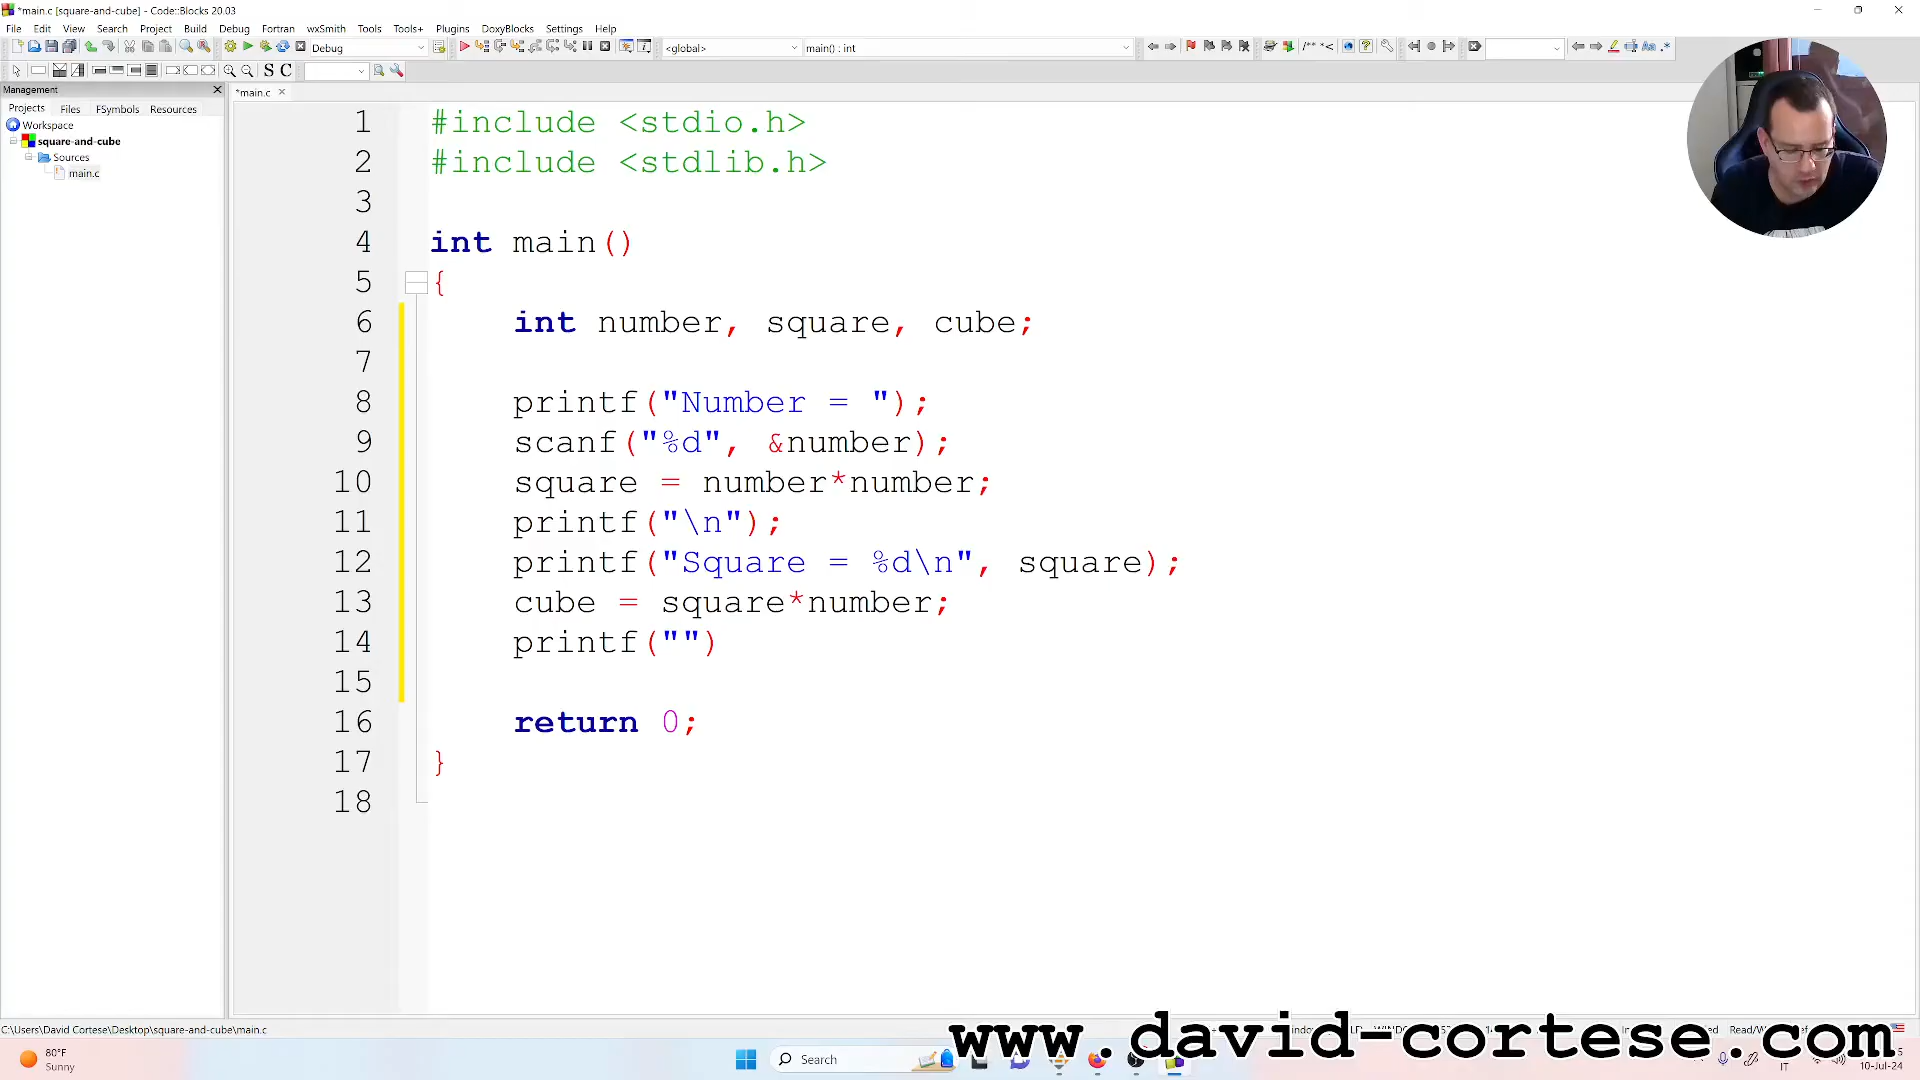 *main.c [square-and-cube] - Code::Blocks 20.03
File Edit View Search Project Build Debug Fortran wxSmith Tools Tools+ Plugins DoxyBlocks Settings Help
Debug <global> main() : int
S C
Management
Projects Files FSymbols Resources
*main.c
Workspace
square-and-cube
Sources
main.c
1 #include <stdio.h>
2 #include <stdlib.h>
3
4 int main()
5 {
6 int number, square, cube;
7
8 printf("Number = ");
9 scanf("%d", &number);
10 square = number*number;
11 printf("\n");
12 printf("Square = %d\n", square);
13 cube = square*number;
14 printf("")
15
16 return 0;
17 }
18
C:\Users\David Cortese\Desktop\square-and-cube\main.c
www.david-cortese.com
80°F
Sunny
Search
IT
10-Jul-24